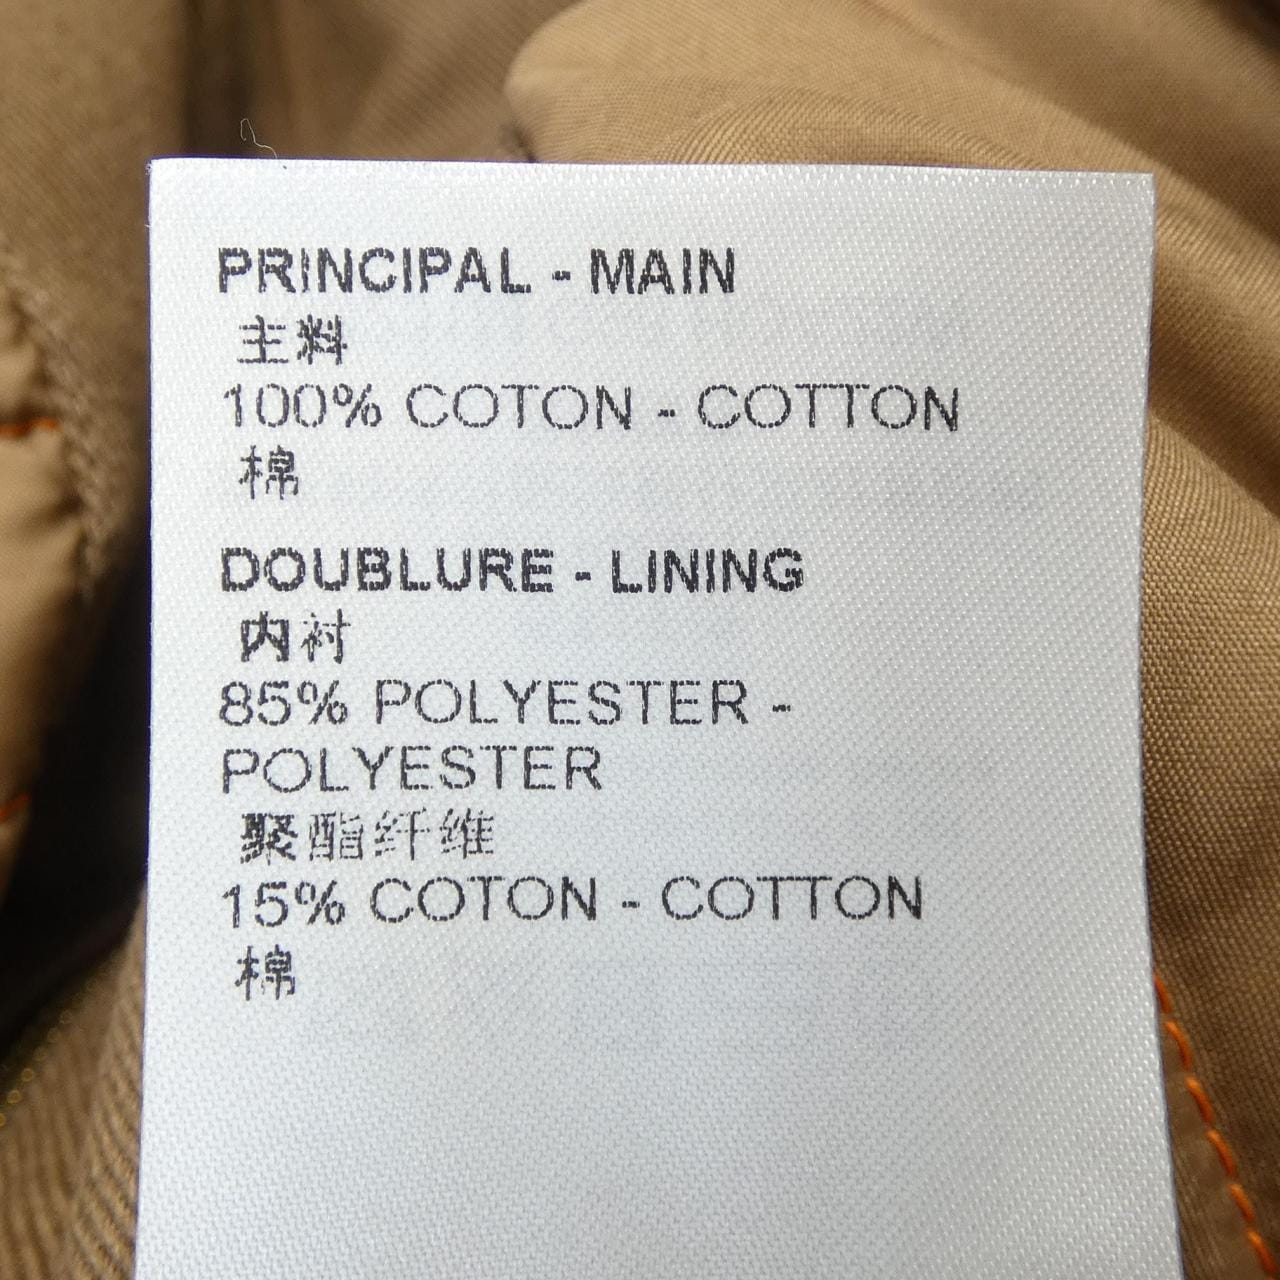 PRINCIPAL - MAIN
主料
100% COTON - COTTON
棉
DOUBLURE - LINING
内衬
85% POLYESTER -
POLYESTER
聚酯纤维
15% COTON - COTTON
棉